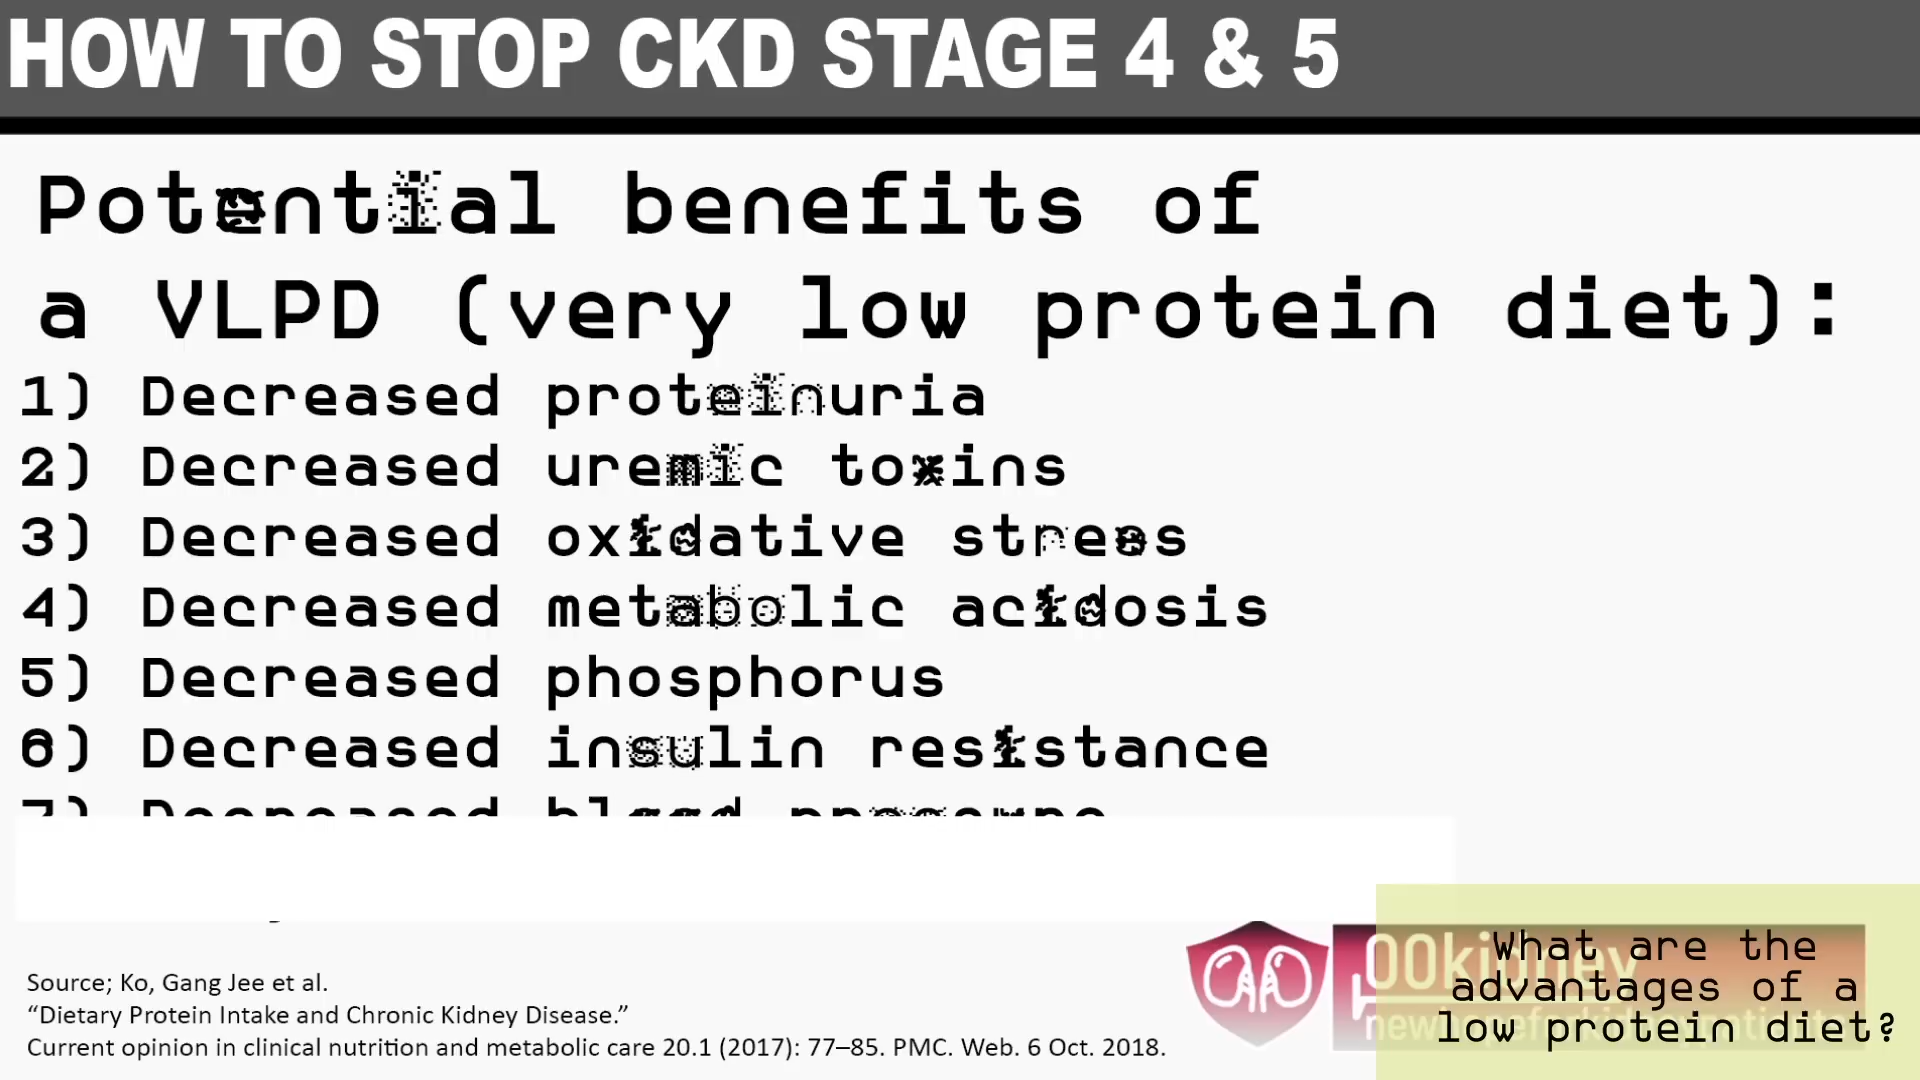 HOW TO STOP CKD STAGE 4 & 5
Potential benefits of
a VLPD (very low protein diet):
1) Decreased proteinuria
2) Decreased uremic toxins
3) Decreased oxidative stress
4) Decreased metabolic acidosis
5) Decreased phosphorus
6) Decreased insulin resistance
7) Decreased blood pressure
Source; Ko, Gang Jee et al.
“Dietary Protein Intake and Chronic Kidney Disease.”
Current opinion in clinical nutrition and metabolic care 20.1 (2017): 77–85. PMC. Web. 6 Oct. 2018.
What are the
advantages of a
low protein diet?